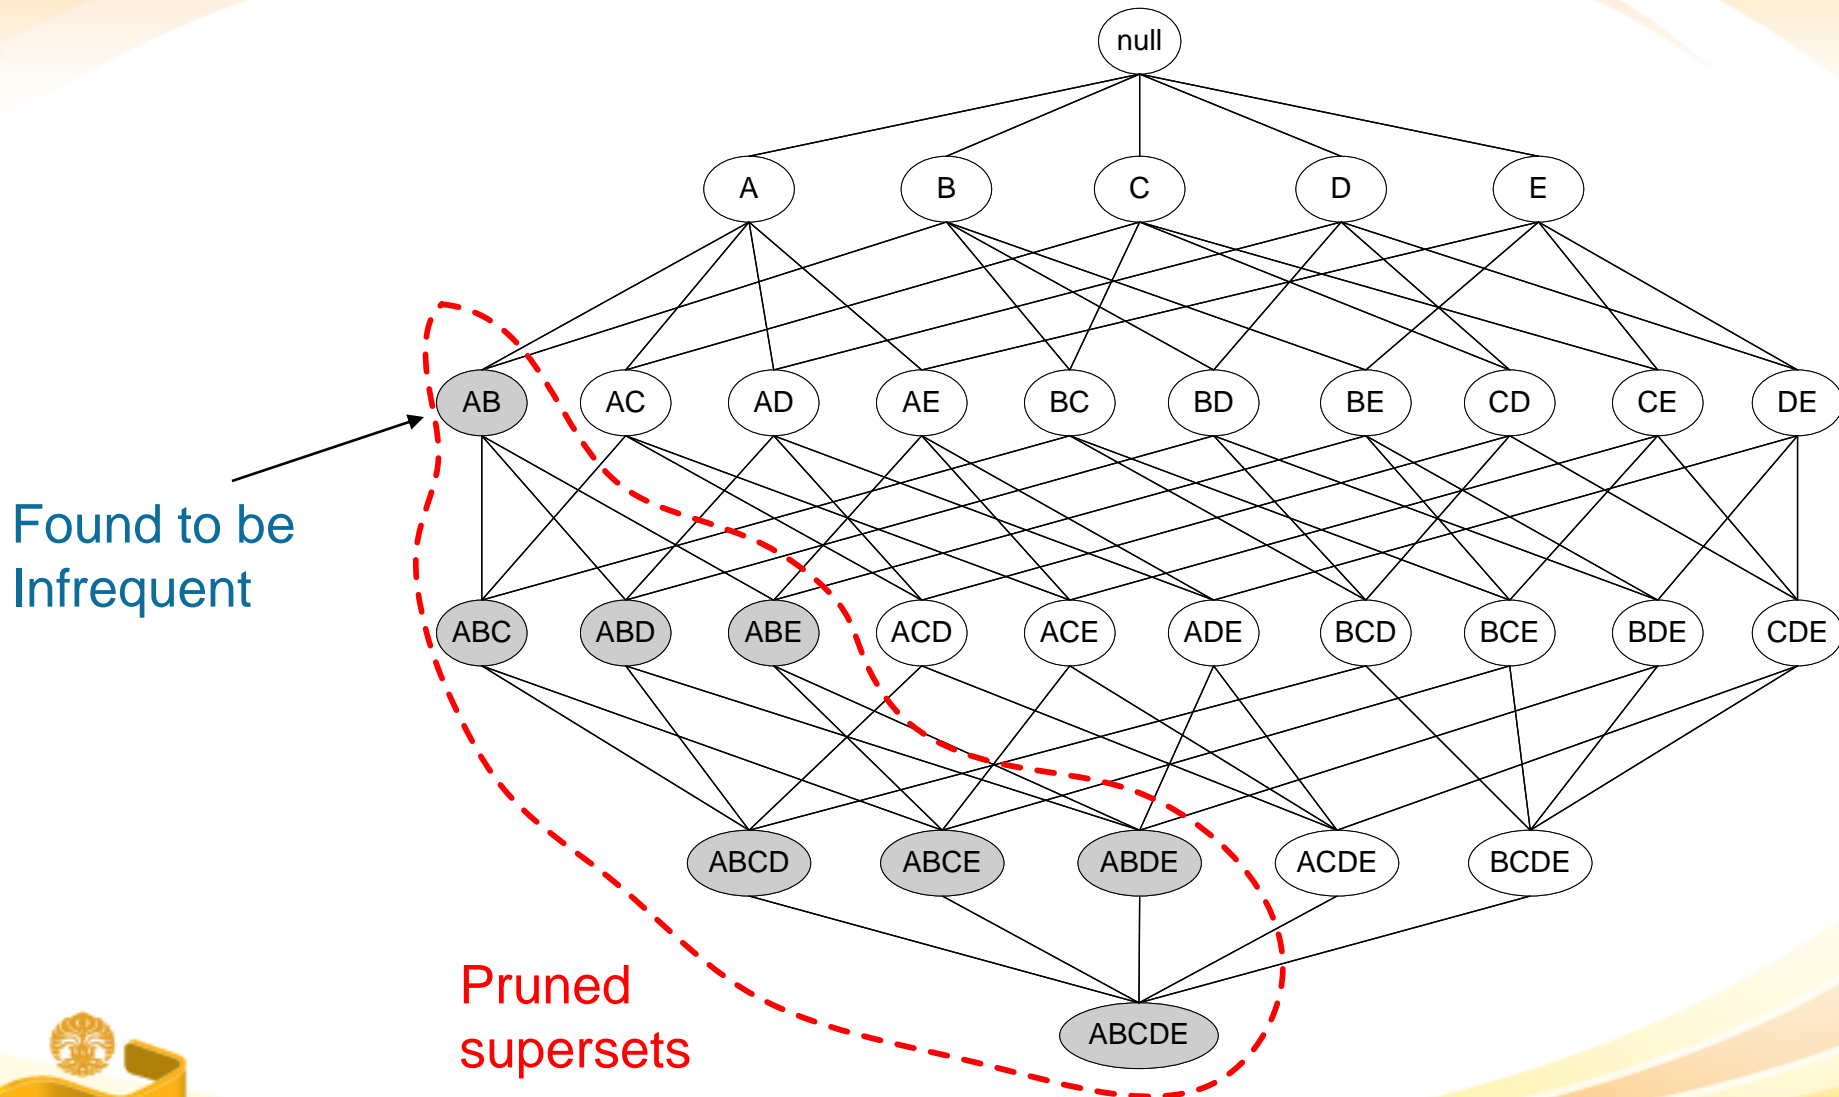 null
A B C D E
AB AC AD AE BC BD BE CD CE DE
Found to be
Infrequent
ABC ABD ABE ACD ACE ADE BCD BCE BDE CDE
ABCD ABCE ABDE ACDE BCDE
Pruned
supersets
ABCDE